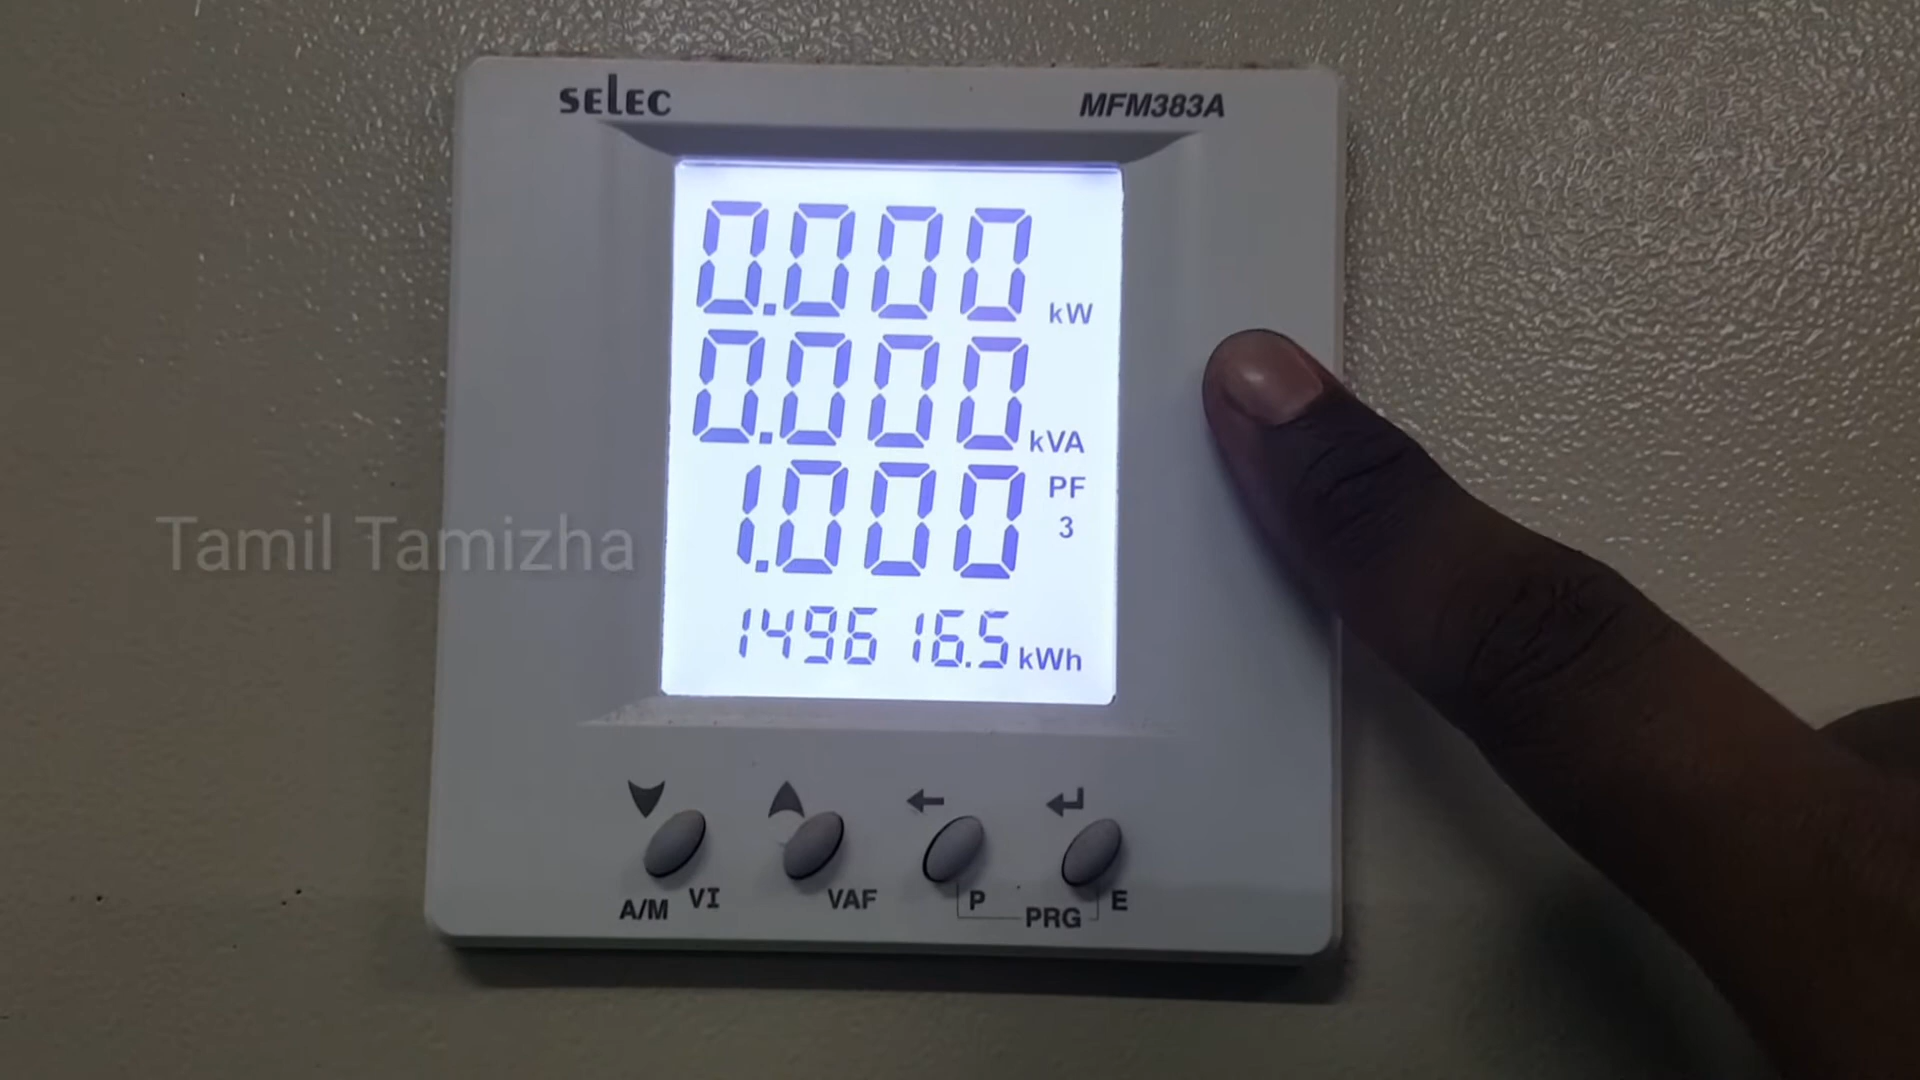 SELEC MFM383A
0.000 kW
0.000 kVA
1.000 PF 3
149616.5 kWh
Tamil Tamizha
A/M VI VAF P PRG E